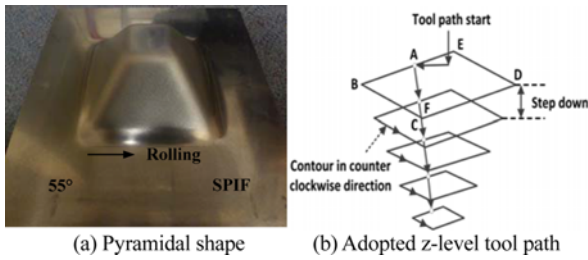 Rolling
55°
SPIF
(a) Pyramidal shape
Tool path start
A
E
B
D
F
C
Step down
Contour in counter
clockwise direction
(b) Adopted z-level tool path